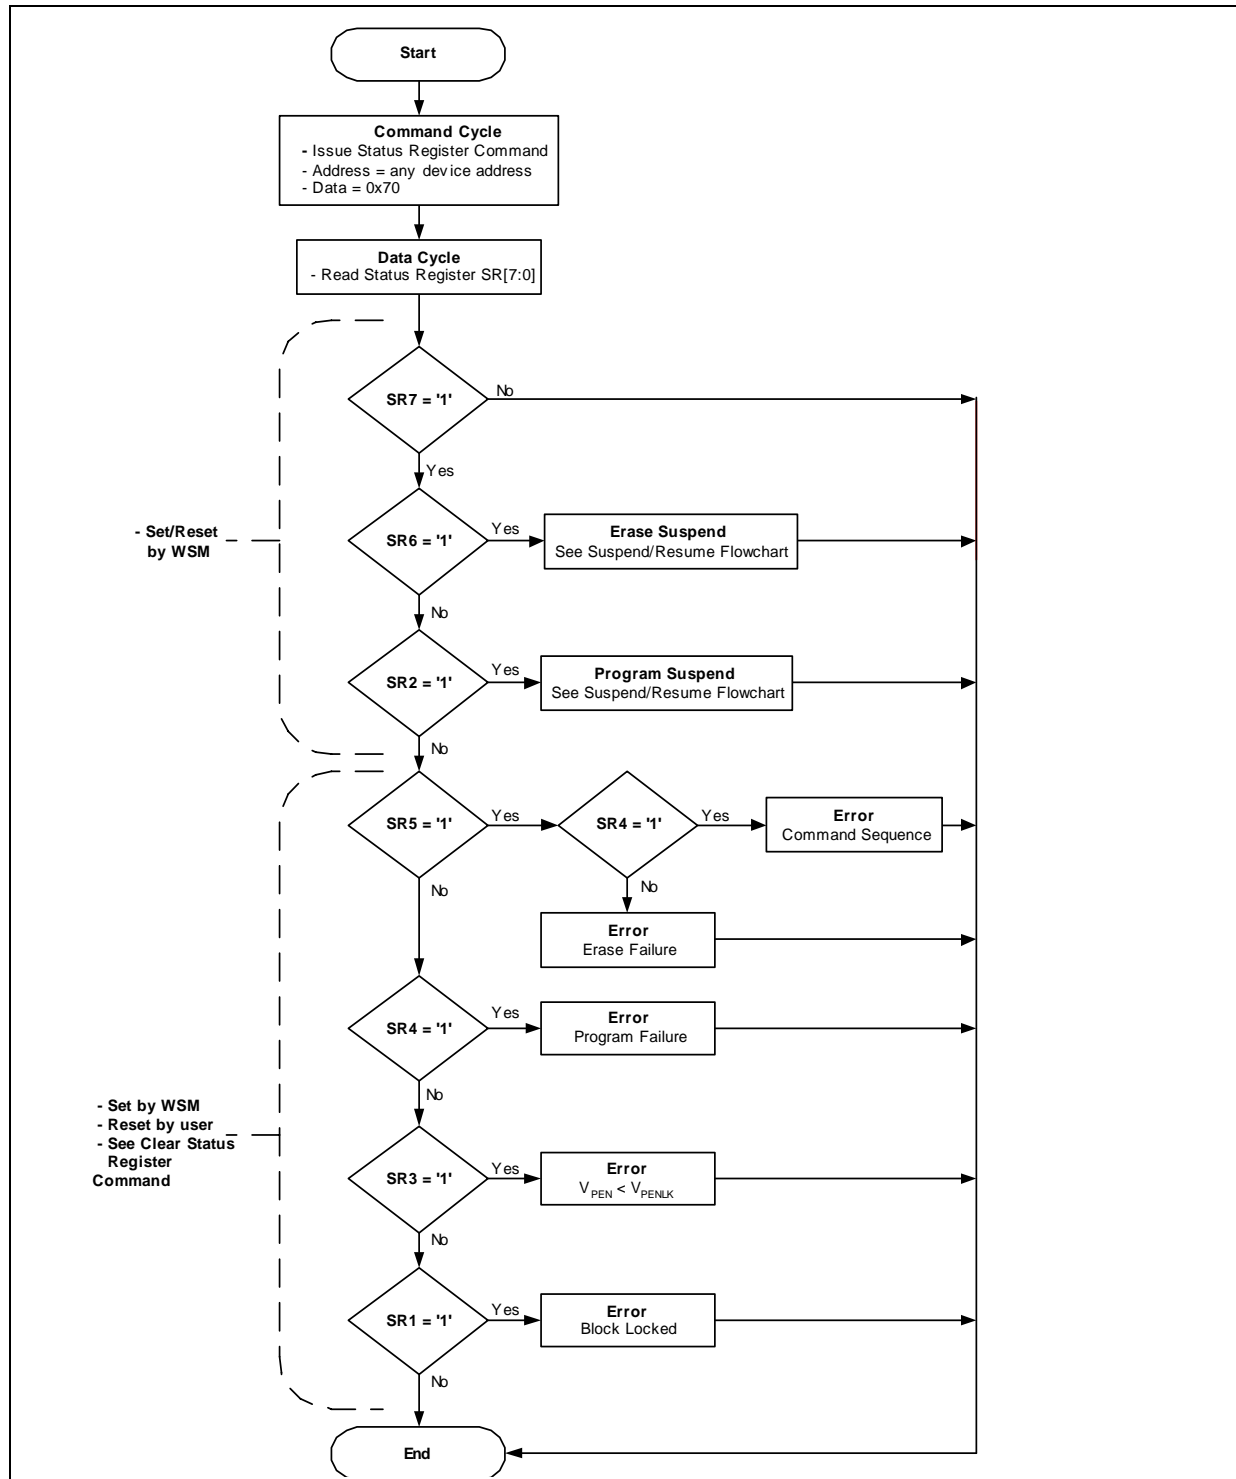 Start
Command Cycle
- Issue Status Register Command
- Address = any device address
- Data = 0x70
Data Cycle
- Read Status Register SR[7:0]
SR7 = '1'
No
Yes
- Set/Reset
by WSM
SR6 = '1'
Yes
Erase Suspend
See Suspend/Resume Flowchart
No
SR2 = '1'
Yes
Program Suspend
See Suspend/Resume Flowchart
No
SR5 = '1'
Yes
SR4 = '1'
Yes
Error
Command Sequence
No
No
Error
Erase Failure
SR4 = '1'
Yes
Error
Program Failure
No
- Set by WSM
- Reset by user
- See Clear Status
Register
Command
SR3 = '1'
Yes
Error
VPEN < VPENLK
No
SR1 = '1'
Yes
Error
Block Locked
No
End